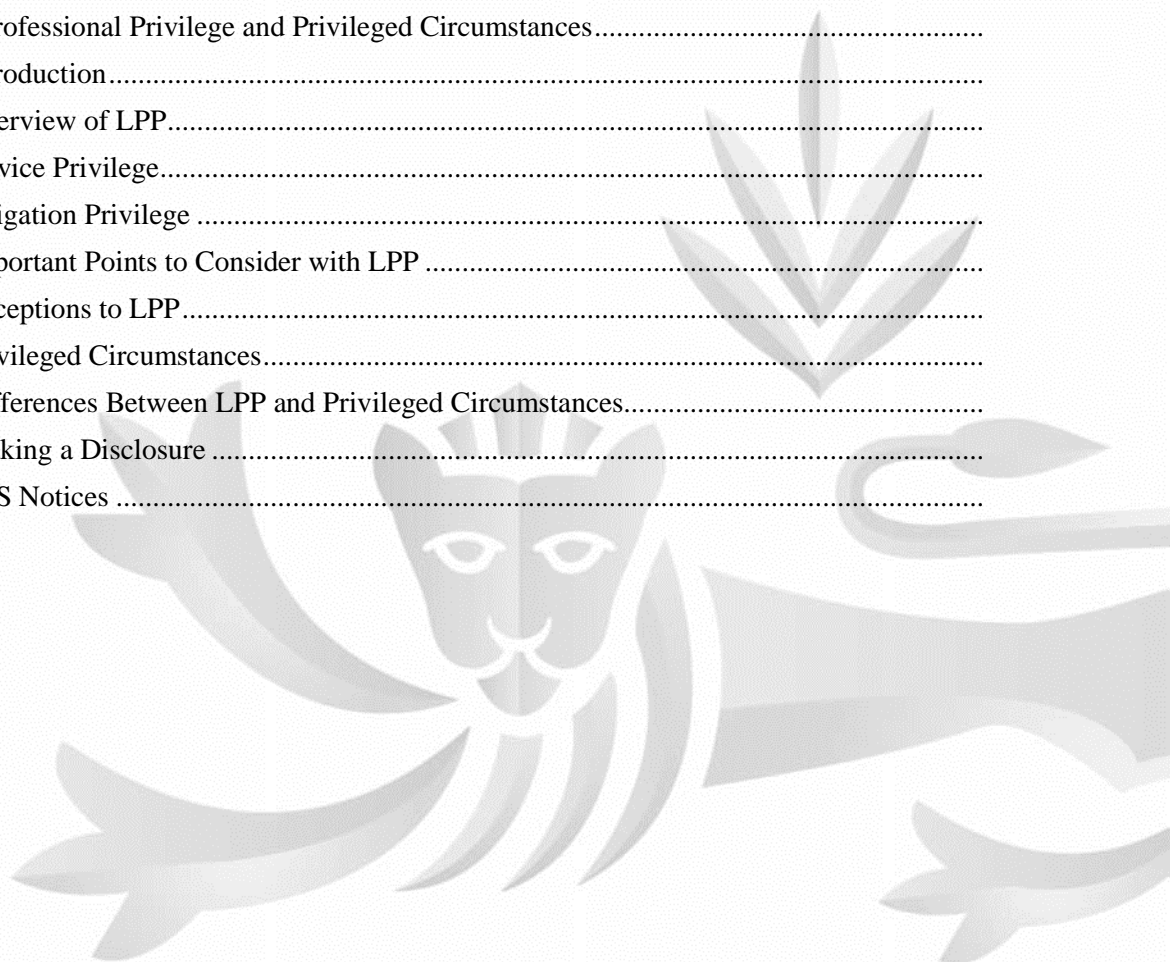 rofessional Privilege and Privileged Circumstances....................................................
roduction......................................................................................................................
erview of LPP..............................................................................................................
vice Privilege...............................................................................................................
igation Privilege ..........................................................................................................
portant Points to Consider with LPP ...........................................................................
ceptions to LPP............................................................................................................
vileged Circumstances.................................................................................................
fferences Between LPP and Privileged Circumstances................................................
king a Disclosure ........................................................................................................
S Notices .....................................................................................................................